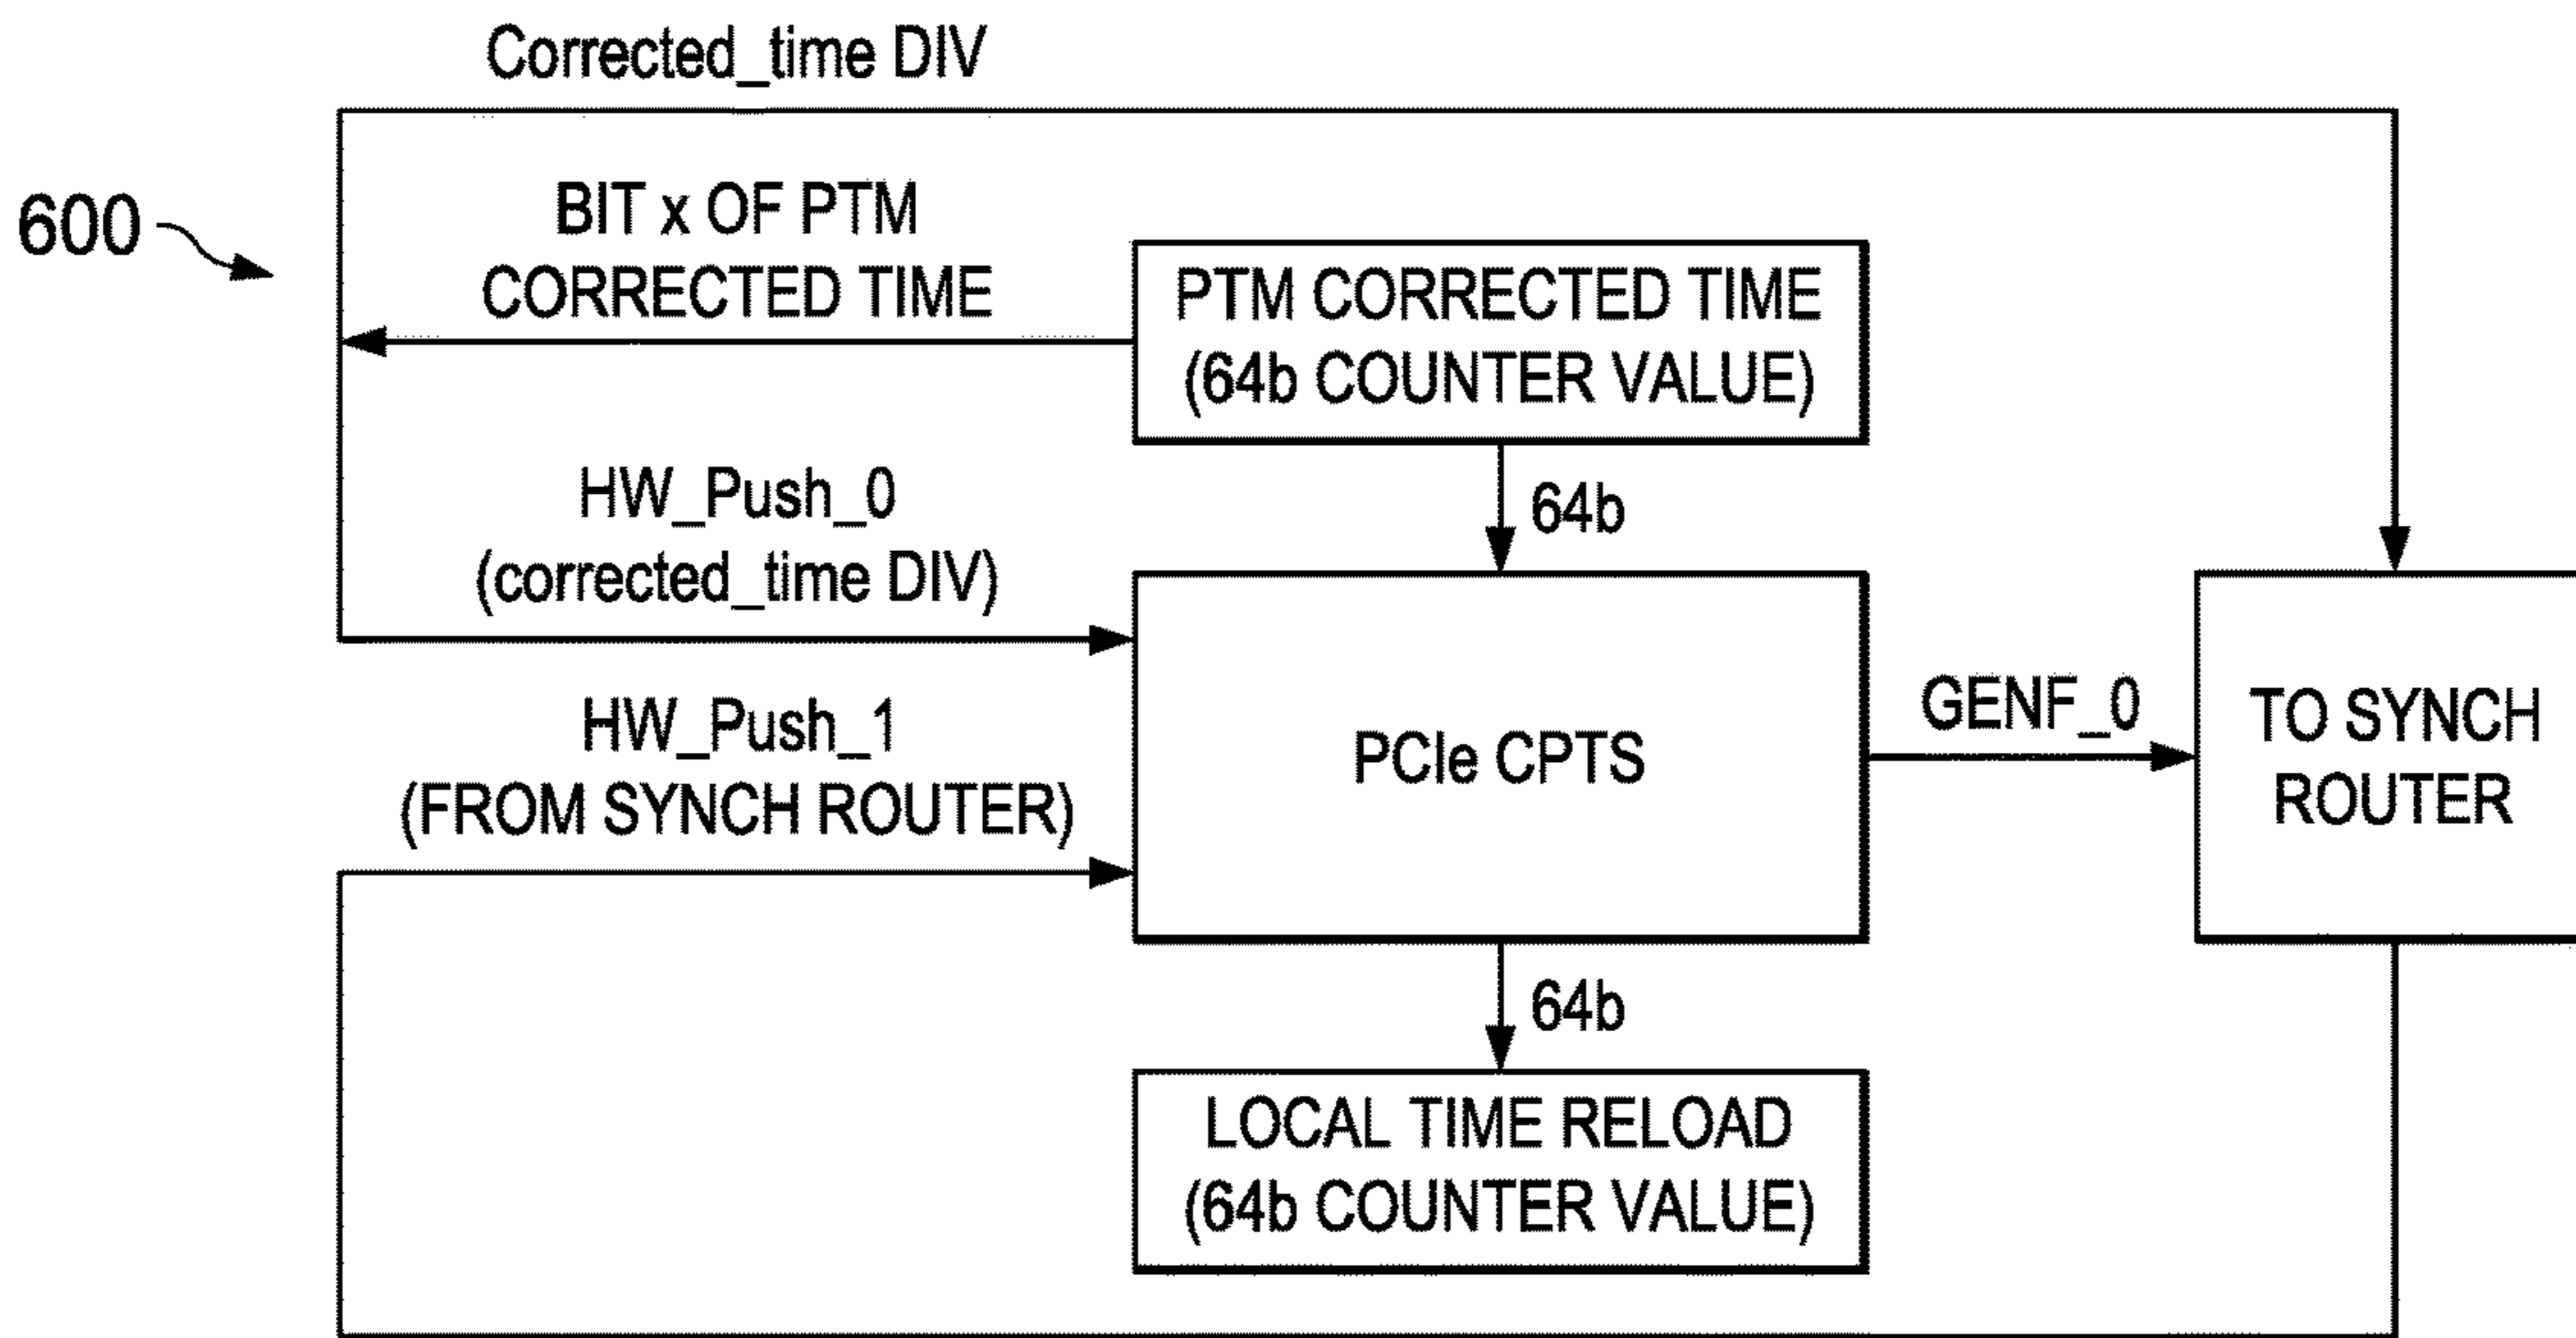 Corrected_time DIV
600
BIT x OF PTM
CORRECTED TIME
PTM CORRECTED TIME
(64b COUNTER VALUE)
HW_Push_0
(corrected_time DIV)
64b
HW_Push_1
(FROM SYNCH ROUTER)
PCIe CPTS
GENF_0
TO SYNCH
ROUTER
64b
LOCAL TIME RELOAD
(64b COUNTER VALUE)